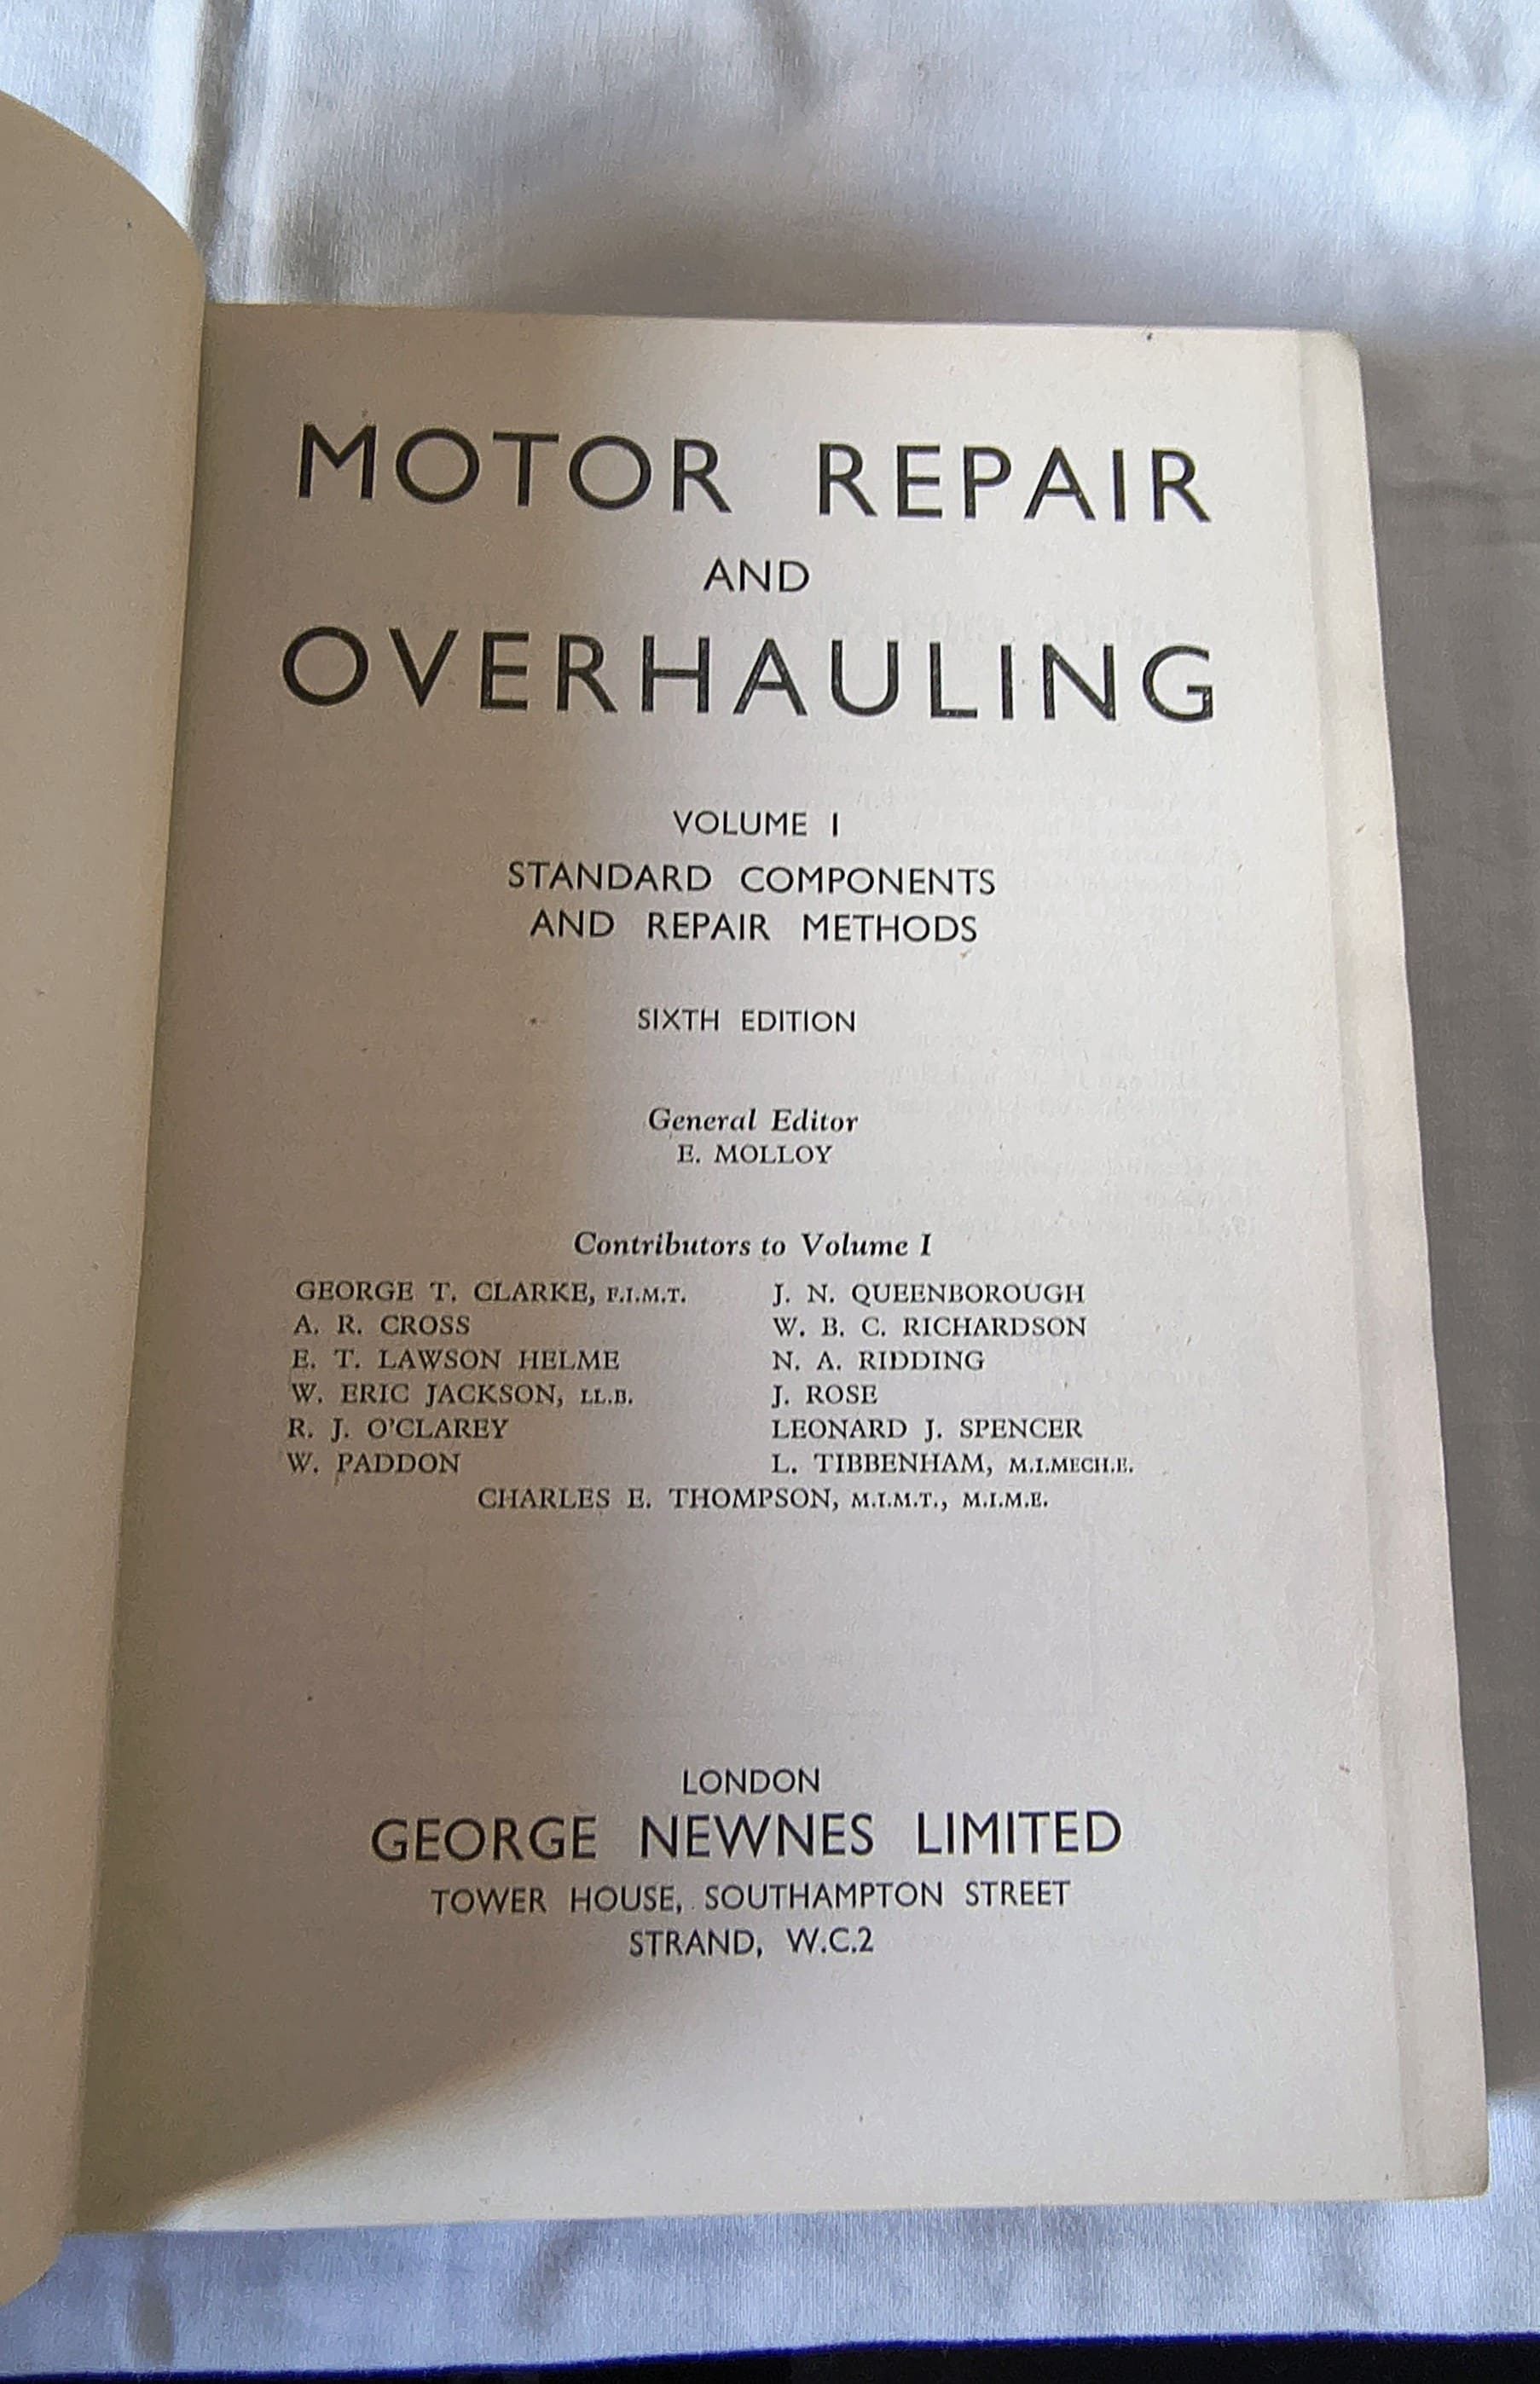 MOTOR REPAIR
AND
OVERHAULING
VOLUME I
STANDARD COMPONENTS
AND REPAIR METHODS
SIXTH EDITION
General Editor
E. MOLLOY
Contributors to Volume I
GEORGE T. CLARKE, F.I.M.T.
A. R. CROSS
E. T. LAWSON HELME
W. ERIC JACKSON, LL.B.
R. J. O'CLAREY
W. PADDON
J. N. QUEENBOROUGH
W. B. C. RICHARDSON
N. A. RIDDING
J. ROSE
LEONARD J. SPENCER
L. TIBBENHAM, M.I.MECH.E.
CHARLES E. THOMPSON, M.I.M.T., M.I.M.E.
LONDON
GEORGE NEWNES LIMITED
TOWER HOUSE, SOUTHAMPTON STREET
STRAND, W.C.2